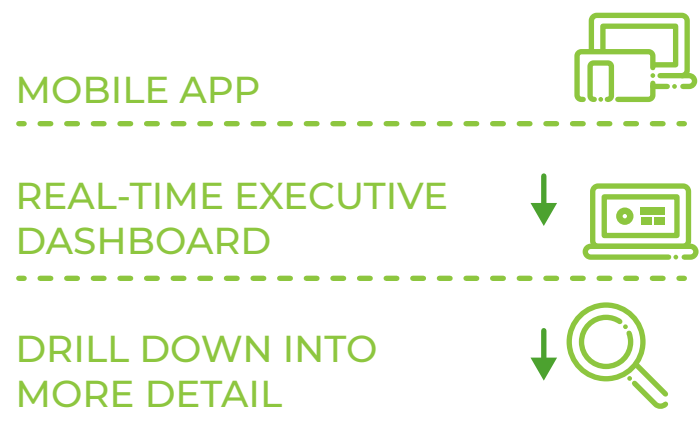 MOBILE APP
REAL-TIME EXECUTIVE
DASHBOARD
DRILL DOWN INTO
MORE DETAIL